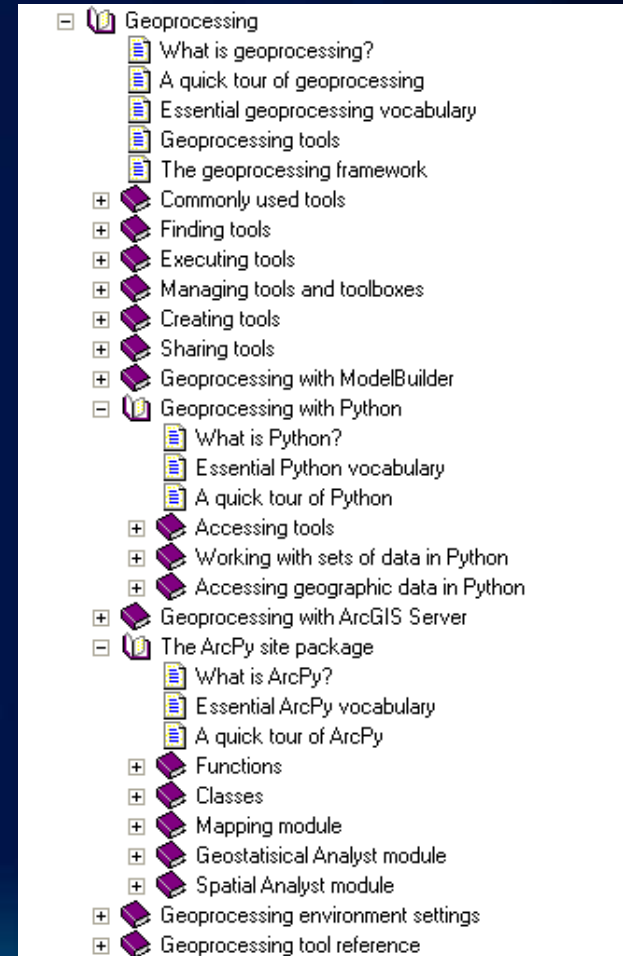 Geoprocessing
What is geoprocessing?
A quick tour of geoprocessing
Essential geoprocessing vocabulary
Geoprocessing tools
The geoprocessing framework
Commonly used tools
Finding tools
Executing tools
Managing tools and toolboxes
Creating tools
Sharing tools
Geoprocessing with ModelBuilder
Geoprocessing with Python
What is Python?
Essential Python vocabulary
A quick tour of Python
Accessing tools
Working with sets of data in Python
Accessing geographic data in Python
Geoprocessing with ArcGIS Server
The ArcPy site package
What is ArcPy?
Essential ArcPy vocabulary
A quick tour of ArcPy
Functions
Classes
Mapping module
Geostatisical Analyst module
Spatial Analyst module
Geoprocessing environment settings
Geoprocessing tool reference